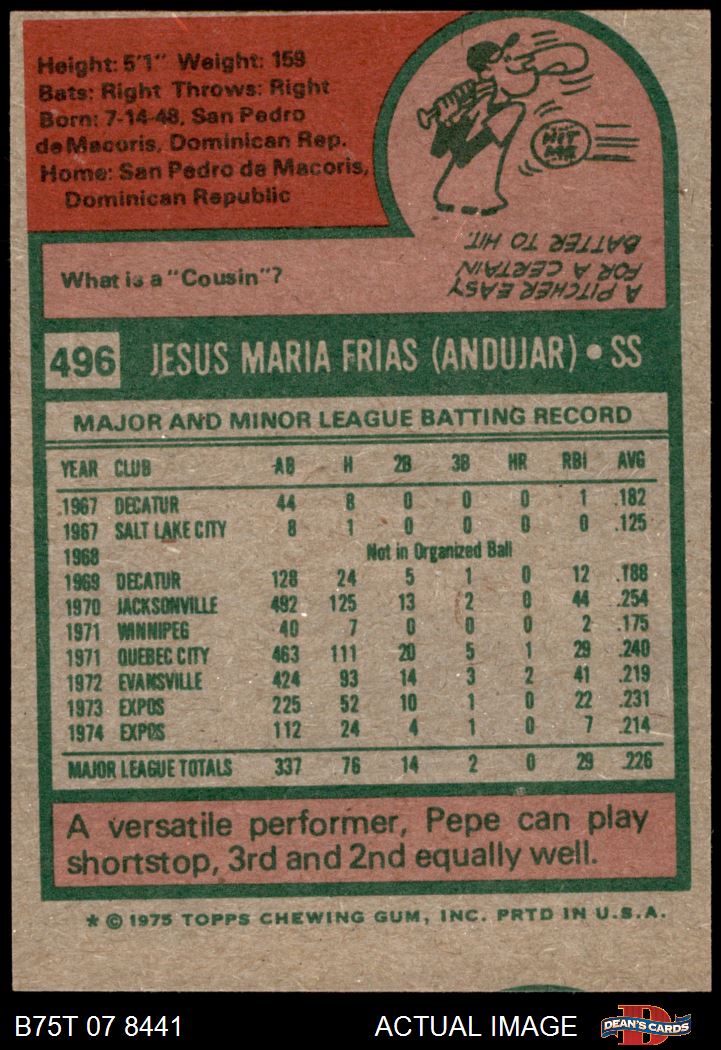 Height: 5'1" Weight: 159
Bats: Right Throws: Right
Born: 7-14-48, San Pedro
de Macoris, Dominican Rep.
Home: San Pedro de Macoris,
Dominican Republic
HIT ME
What is a "Cousin"?
A PITCHER EASY
FOR A CERTAIN
BATTER TO HIT.
496 JESUS MARIA FRIAS (ANDUJAR) • SS
MAJOR AND MINOR LEAGUE BATTING RECORD
YEAR CLUB AB H 2B 3B HR RBI AVG
1967 DECATUR 44 8 0 0 0 1 .182
1967 SALT LAKE CITY 8 1 0 0 0 0 .125
1968 Not in Organized Ball
1969 DECATUR 128 24 5 1 0 12 .188
1970 JACKSONVILLE 492 125 13 2 0 44 .254
1971 WINNIPEG 40 7 0 0 0 2 .175
1971 QUEBEC CITY 463 111 20 5 1 29 .240
1972 EVANSVILLE 424 93 14 3 2 41 .219
1973 EXPOS 225 52 10 1 0 22 .231
1974 EXPOS 112 24 4 1 0 7 .214
MAJOR LEAGUE TOTALS 337 76 14 2 0 29 .226
A versatile performer, Pepe can play
shortstop, 3rd and 2nd equally well.
* © 1975 TOPPS CHEWING GUM, INC. PRTD IN U.S.A.
B75T 07 8441 ACTUAL IMAGE D DEAN'S CARDS